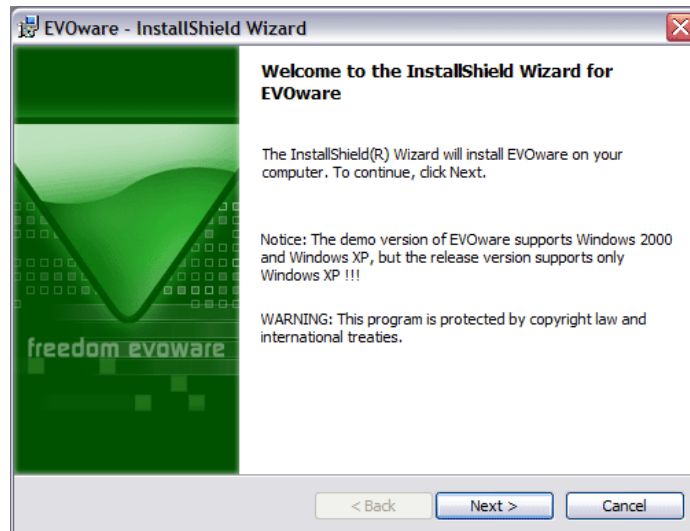 EVOware - InstallShield Wizard
Welcome to the InstallShield Wizard for
EVOware
The InstallShield(R) Wizard will install EVOware on your
computer. To continue, click Next.
Notice: The demo version of EVOware supports Windows 2000
and Windows XP, but the release version supports only
Windows XP !!!
WARNING: This program is protected by copyright law and
international treaties.
freedom evoware
< Back
Next >
Cancel